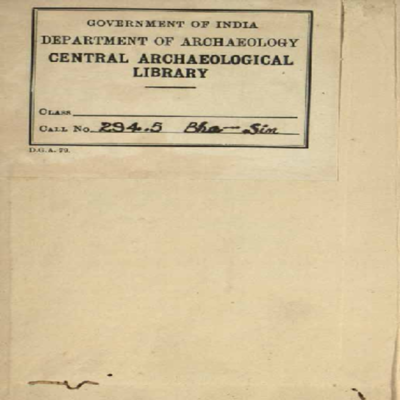 GOVERNMENT OF INDIA
DEPARTMENT OF ARCHAEOLOGY
CENTRAL ARCHAEOLOGICAL
LIBRARY
CLASS
CALL No. 294.5 Bha — Sin
D.G.A. 79.